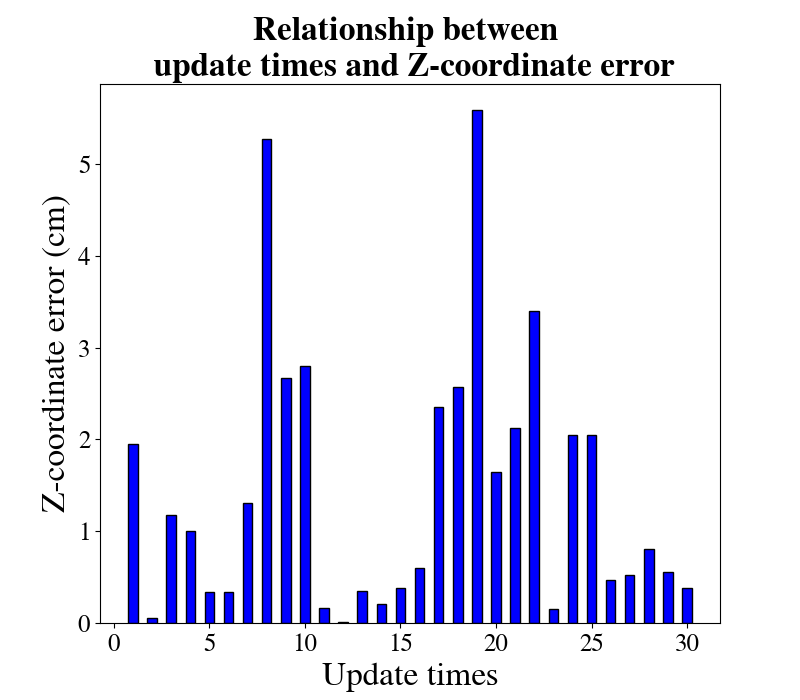 Relationship between
update times and Z-coordinate error
Z-coordinate error (cm)
5
4
3
2
1
0
0 5 10 15 20 25 30
Update times